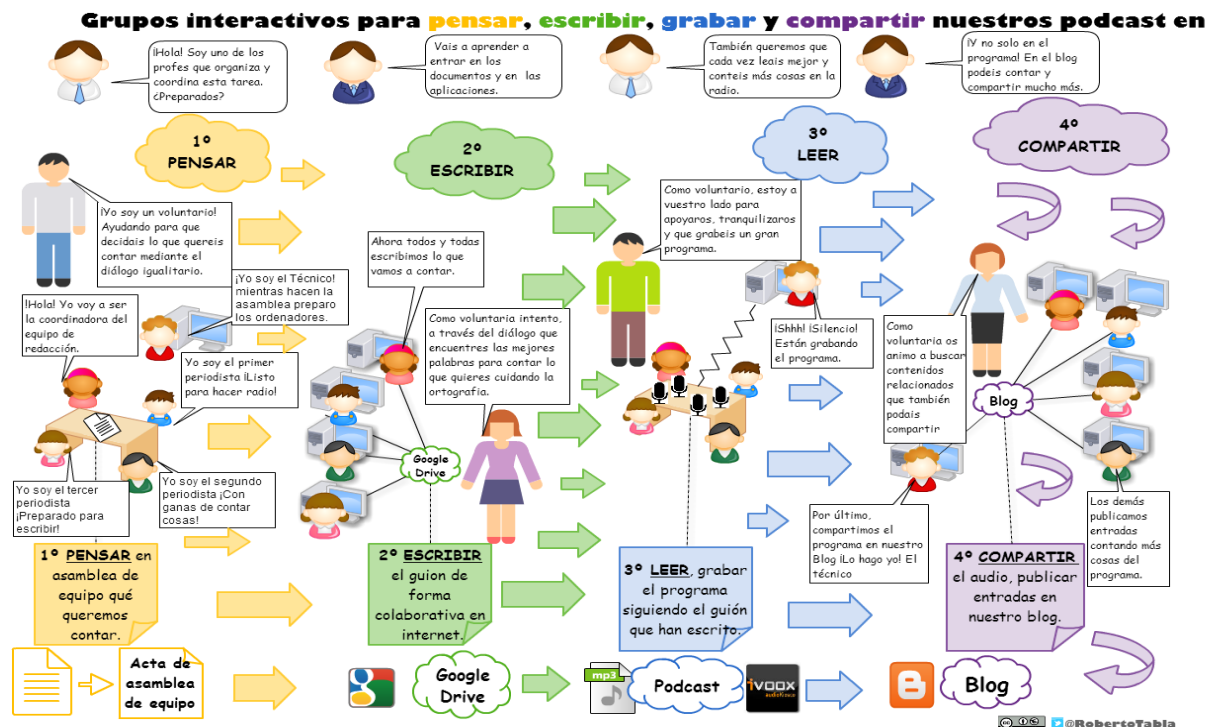 Grupos interactivos para pensar, escribir, grabar y compartir nuestros podcast en
¡Hola! Soy uno de los
profes que organiza y
coordina esta tarea.
¿Preparados?
Vais a aprender a
entrar en los
documentos y en las
aplicaciones.
También queremos que
cada vez leais mejor y
conteis más cosas en la
radio.
¡Y no solo en el
programa! En el blog
podeis contar y
compartir mucho más.
1º
PENSAR
2º
ESCRIBIR
3º
LEER
4º
COMPARTIR
¡Yo soy un voluntario!
Ayudando para que
decidais lo que quereis
contar mediante el
diálogo igualitario.
!Hola! Yo voy a ser
la coordinadora del
equipo de
redacción.
¡Yo soy el Técnico!
mientras hacen la
asamblea preparo
los ordenadores.
Yo soy el primer
periodista ¡Listo
para hacer radio!
Yo soy el tercer
periodista
¡Preparado para
escribir!
Yo soy el segundo
periodista ¡Con
ganas de contar
cosas!
Ahora todos y todas
escribimos lo que
vamos a contar.
Como voluntaria intento,
a través del diálogo que
encuentres las mejores
palabras para contar lo
que quieres cuidando la
ortografia.
Google
Drive
Como voluntario, estoy a
vuestro lado para
apoyaros, tranquilizaros
y que grabeis un gran
programa.
¡Shhh! ¡Silencio!
Están grabando
el programa.
Como
voluntaria os
animo a buscar
contenidos
relacionados
que también
podais
compartir
Blog
Por último,
compartimos el
programa en nuestro
Blog ¡Lo hago yo! El
técnico
Los demás
publicamos
entradas
contando más
cosas del
programa.
1º PENSAR en
asamblea de
equipo qué
queremos
contar.
2º ESCRIBIR
el guion de
forma
colaborativa en
internet.
3º LEER, grabar
el programa
siguiendo el guión
que han escrito.
4º COMPARTIR
el audio, publicar
entradas en
nuestro blog.
Acta de
asamblea
de equipo
Google
Drive
mp3
Podcast
ivoox
Blog
@RobertoTabla